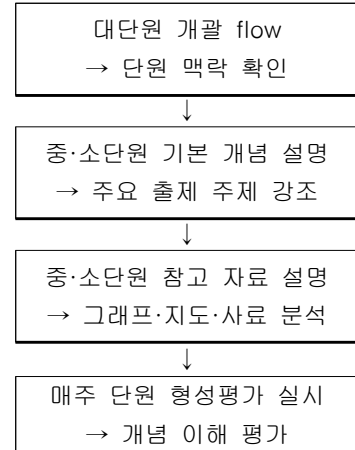 대단원 개괄 flow
→ 단원 맥락 확인
↓
중·소단원 기본 개념 설명
→ 주요 출제 주제 강조
↓
중·소단원 참고 자료 설명
→ 그래프·지도·사료 분석
↓
매주 단원 형성평가 실시
→ 개념 이해 평가